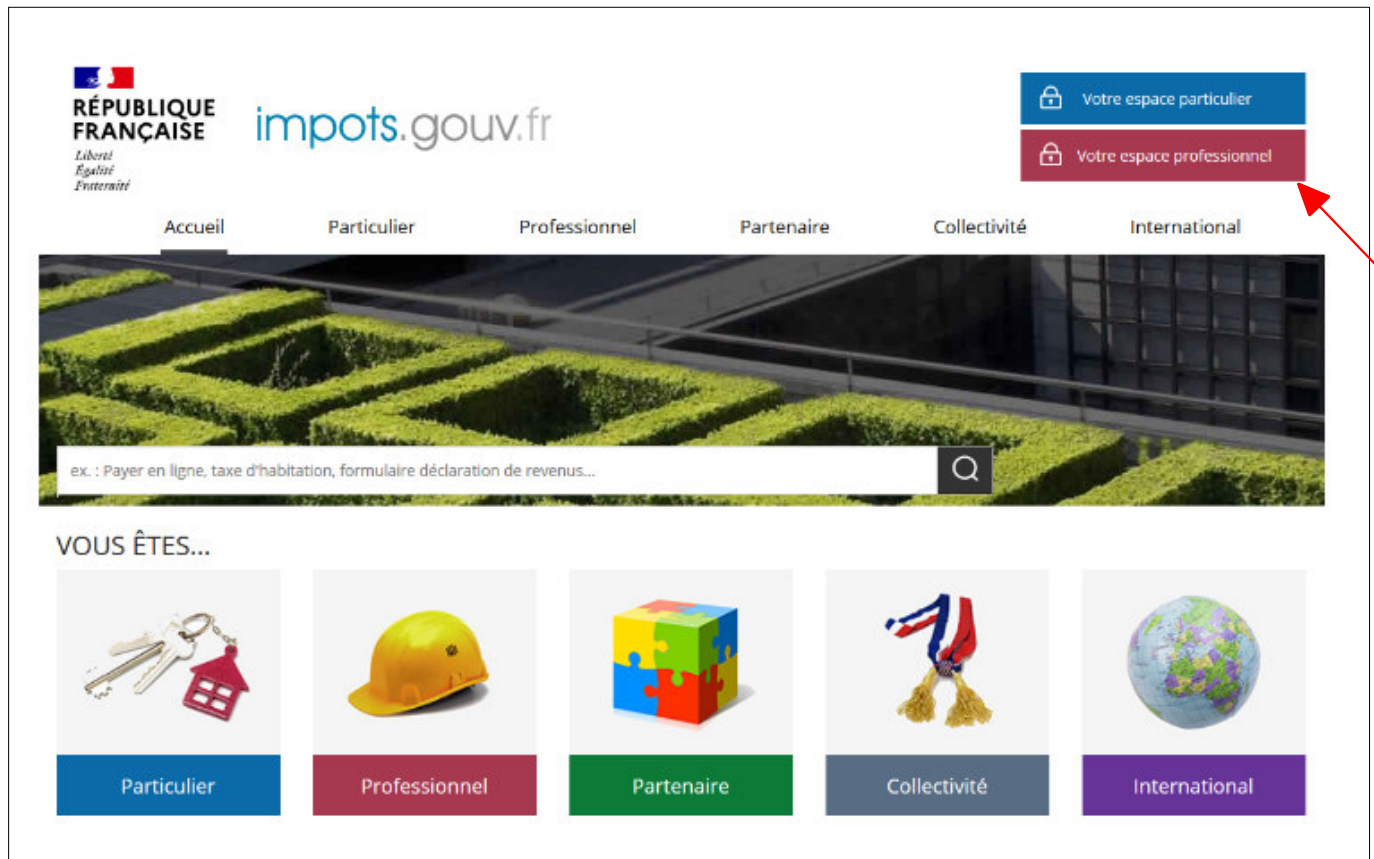 RÉPUBLIQUE
FRANÇAISE
Liberté
Égalité
Fraternité
impots.gouv.fr
Votre espace particulier
Votre espace professionnel
Accueil Particulier Professionnel Partenaire Collectivité International
ex. : Payer en ligne, taxe d'habitation, formulaire déclaration de revenus...
VOUS ÊTES...
Particulier Professionnel Partenaire Collectivité International